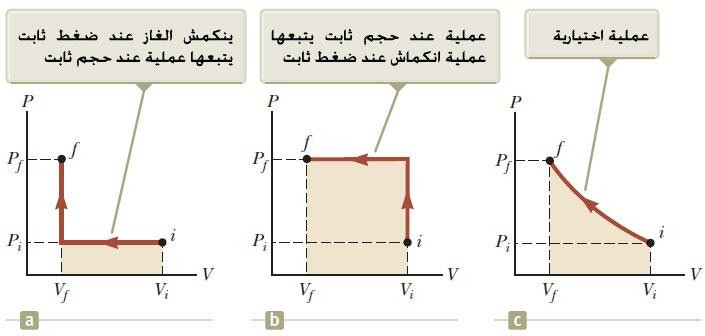 ينكمش الغاز عند ضغط ثابت
يتبعها عملية عند حجم ثابت
P
f
P_f
P_i
i
V
V_f
V_i
a
عملية عند حجم ثابت يتبعها
عملية انكماش عند ضغط ثابت
P
f
P_f
P_i
i
V
V_f
V_i
b
عملية اختيارية
P
f
P_f
P_i
i
V
V_f
V_i
c